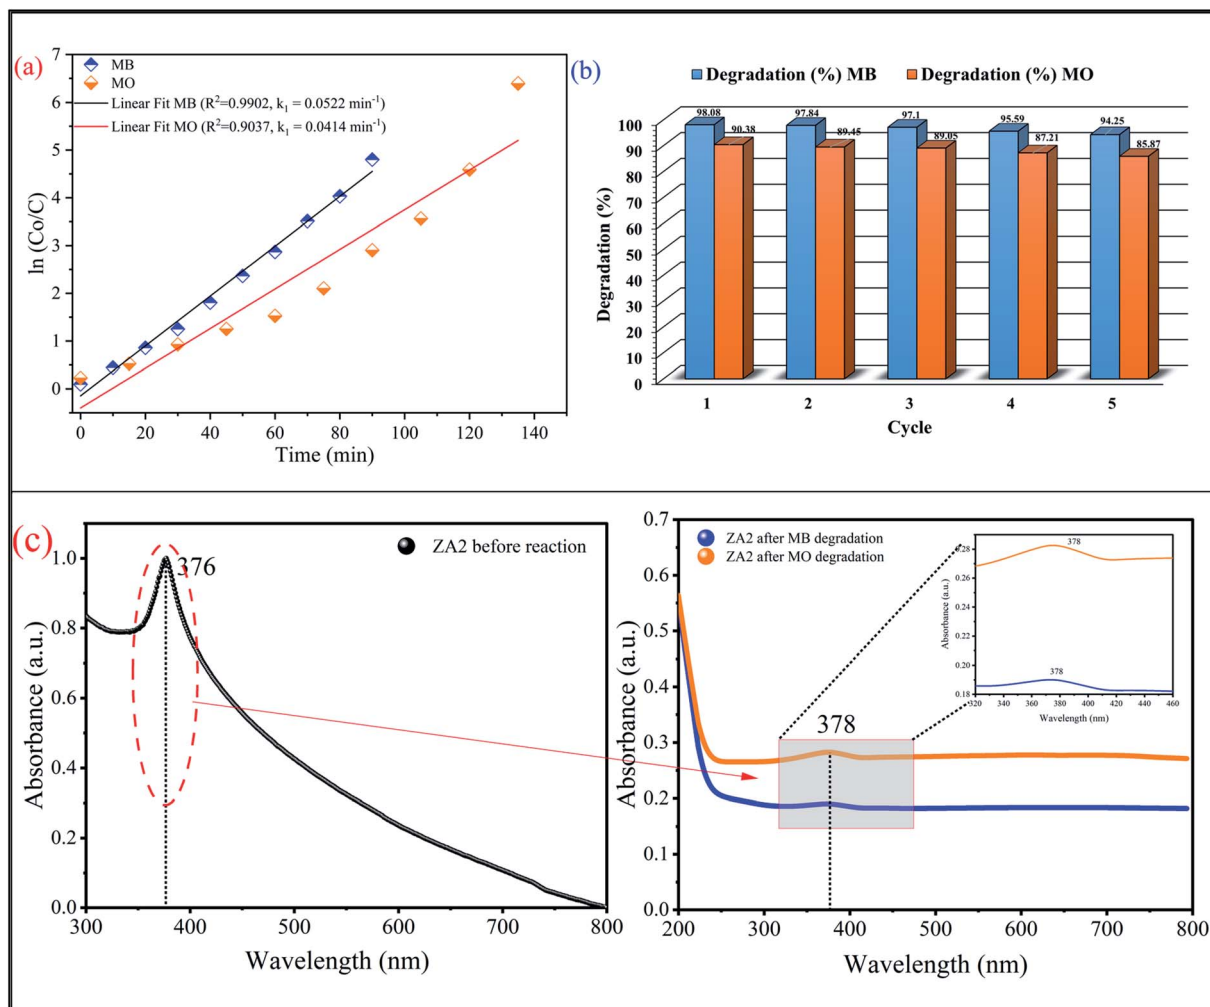 (a)
MB
MO
Linear Fit MB (R²=0.9902, k₁ = 0.0522 min⁻¹)
Linear Fit MO (R²=0.9037, k₁ = 0.0414 min⁻¹)
7
6
5
4
3
2
1
0
ln (Co/C)
0 20 40 60 80 100 120 140
Time (min)
(b)
Degradation (%) MB Degradation (%) MO
98.08 90.38 97.84 89.45 97.1 89.05 95.59 87.21 94.25 85.87
100
90
80
70
60
50
40
30
20
10
0
Degradation (%)
1 2 3 4 5
Cycle
(c)
ZA2 before reaction
376
1.0
0.8
0.6
0.4
0.2
0.0
Absorbance (a.u.)
300 400 500 600 700 800
Wavelength (nm)
ZA2 after MB degradation
ZA2 after MO degradation
0.7
0.6
0.5
0.4
0.3
0.2
0.1
0.0
Absorbance (a.u.)
378
200 300 400 500 600 700 800
Wavelength (nm)
378
378
0.28
0.26
0.24
0.22
0.20
0.18
Absorbance (a.u.)
320 340 360 380 400 420 440 460
Wavelength (nm)